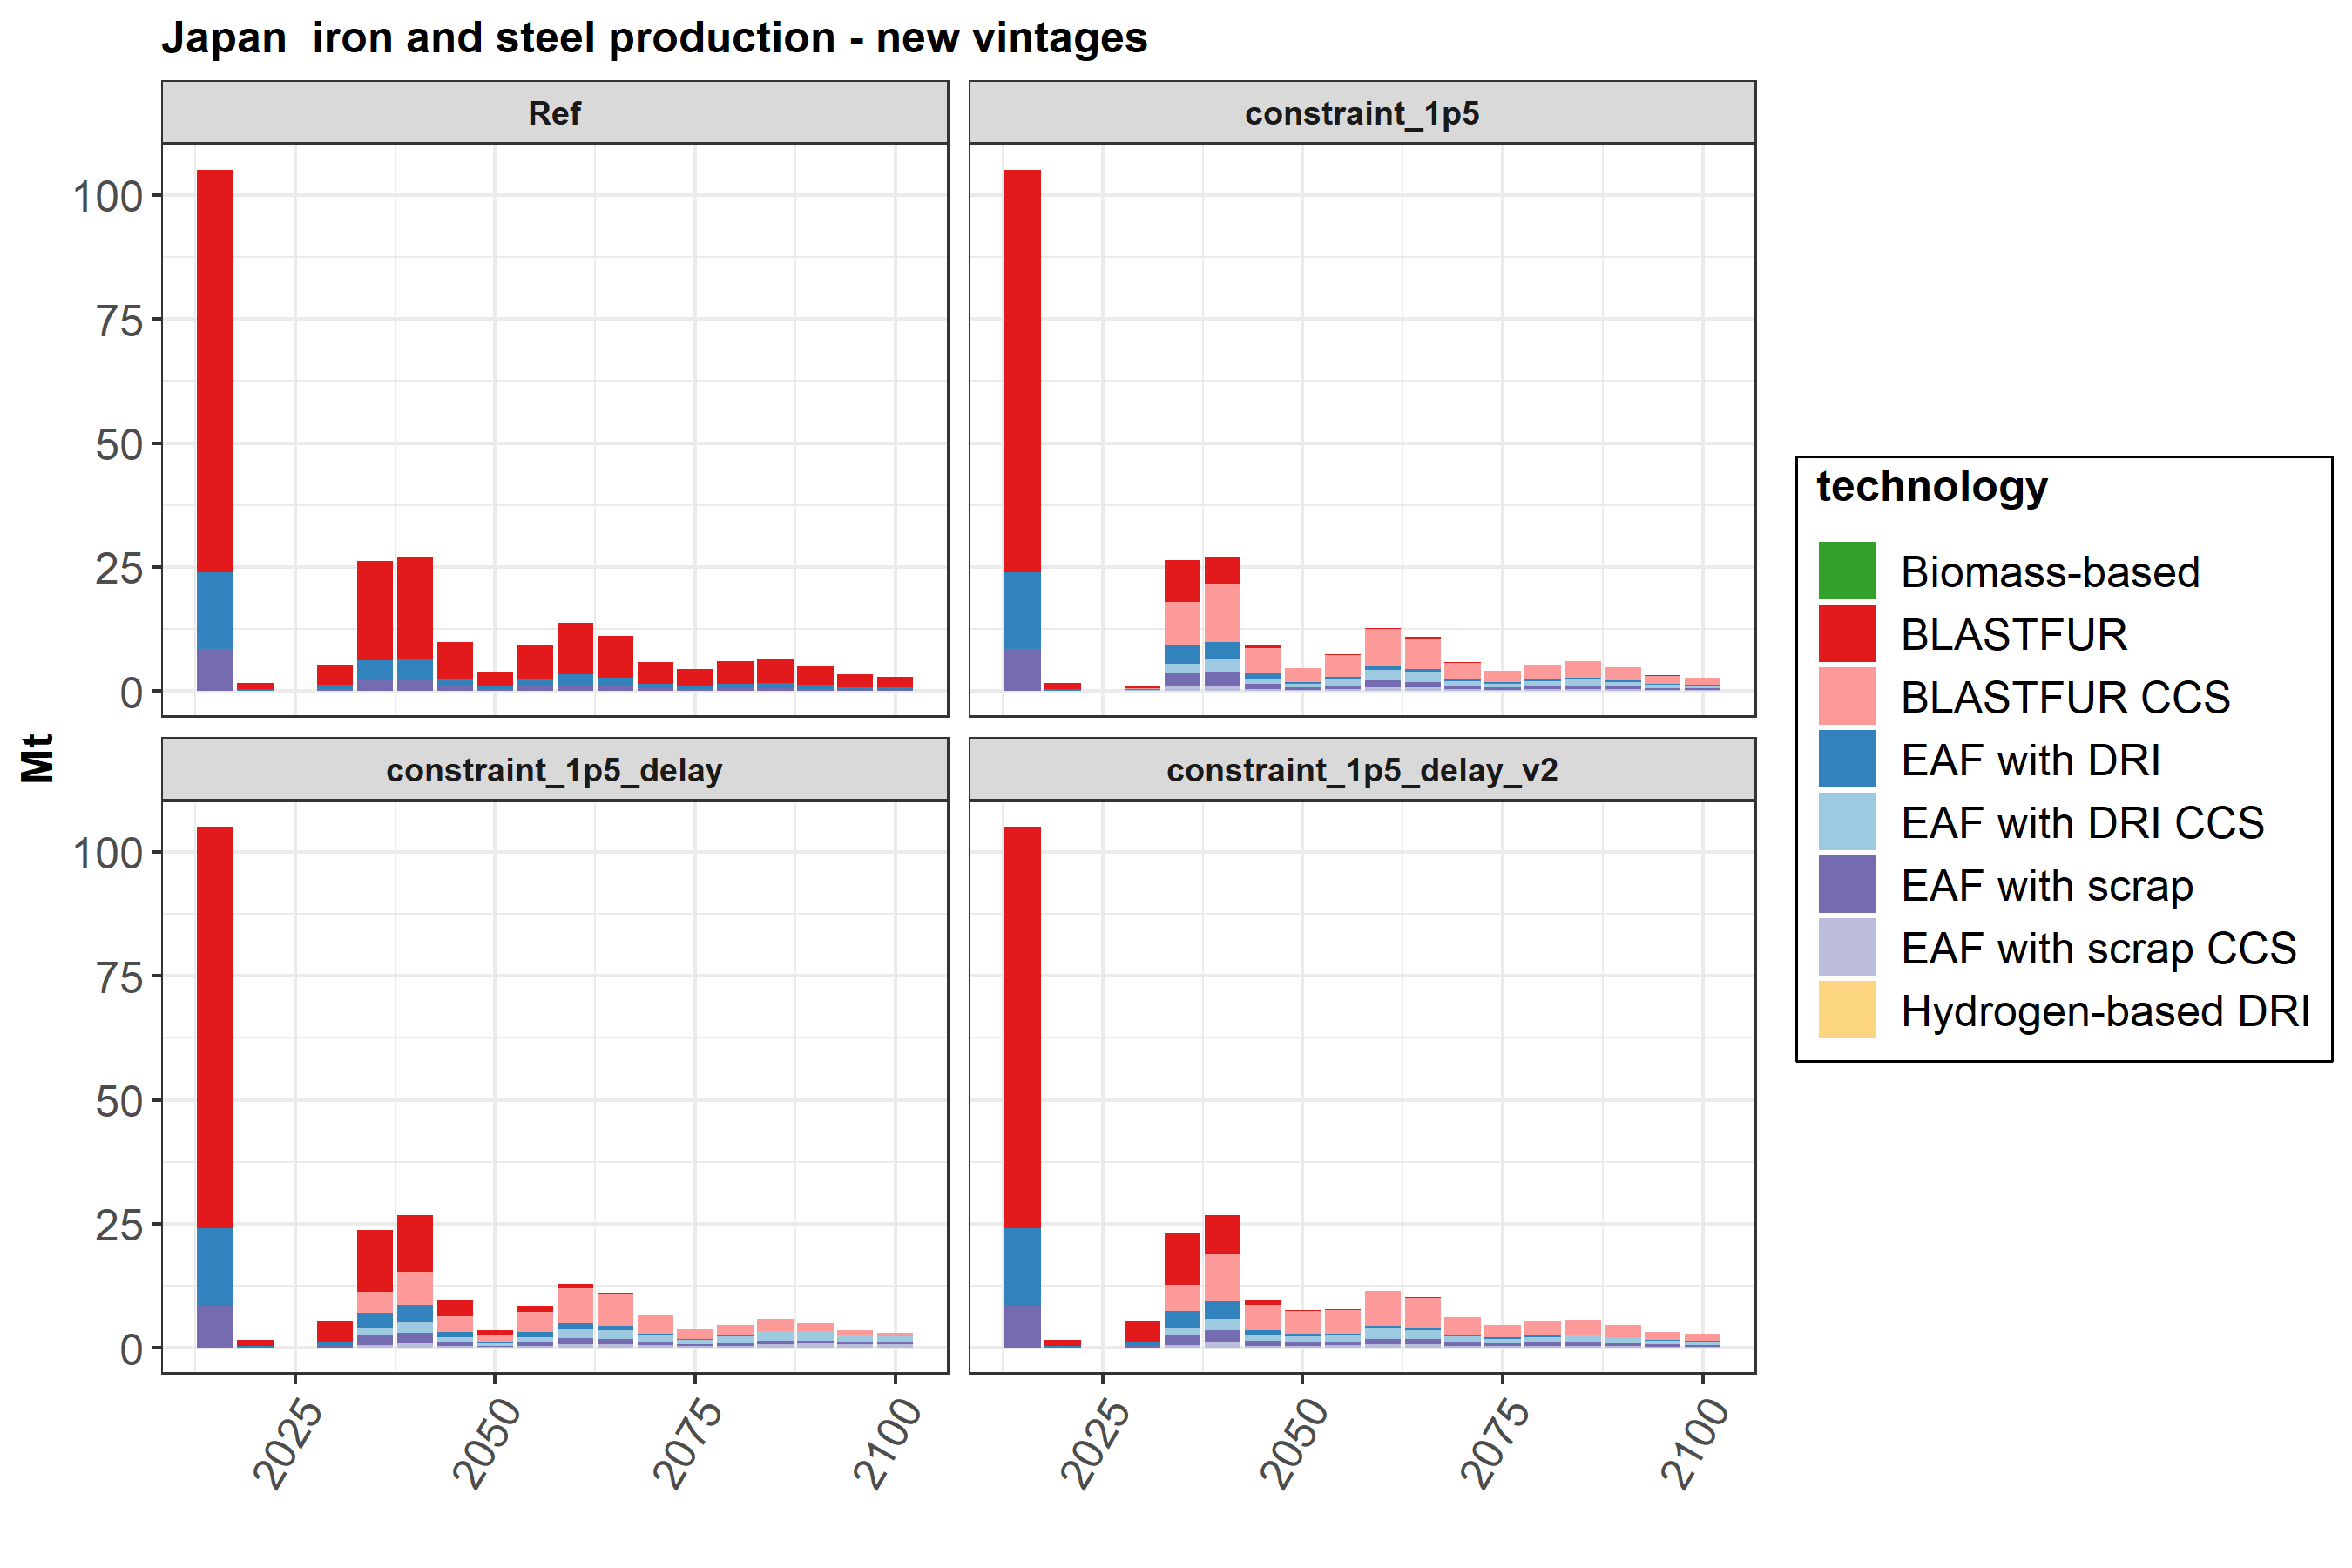 Japan  iron and steel production - new vintages
Ref
constraint_1p5
100
75
50
25
0
Mt
constraint_1p5_delay
constraint_1p5_delay_v2
100
75
50
25
0
2025
2050
2075
2100
2025
2050
2075
2100
technology
Biomass-based
BLASTFUR
BLASTFUR CCS
EAF with DRI
EAF with DRI CCS
EAF with scrap
EAF with scrap CCS
Hydrogen-based DRI